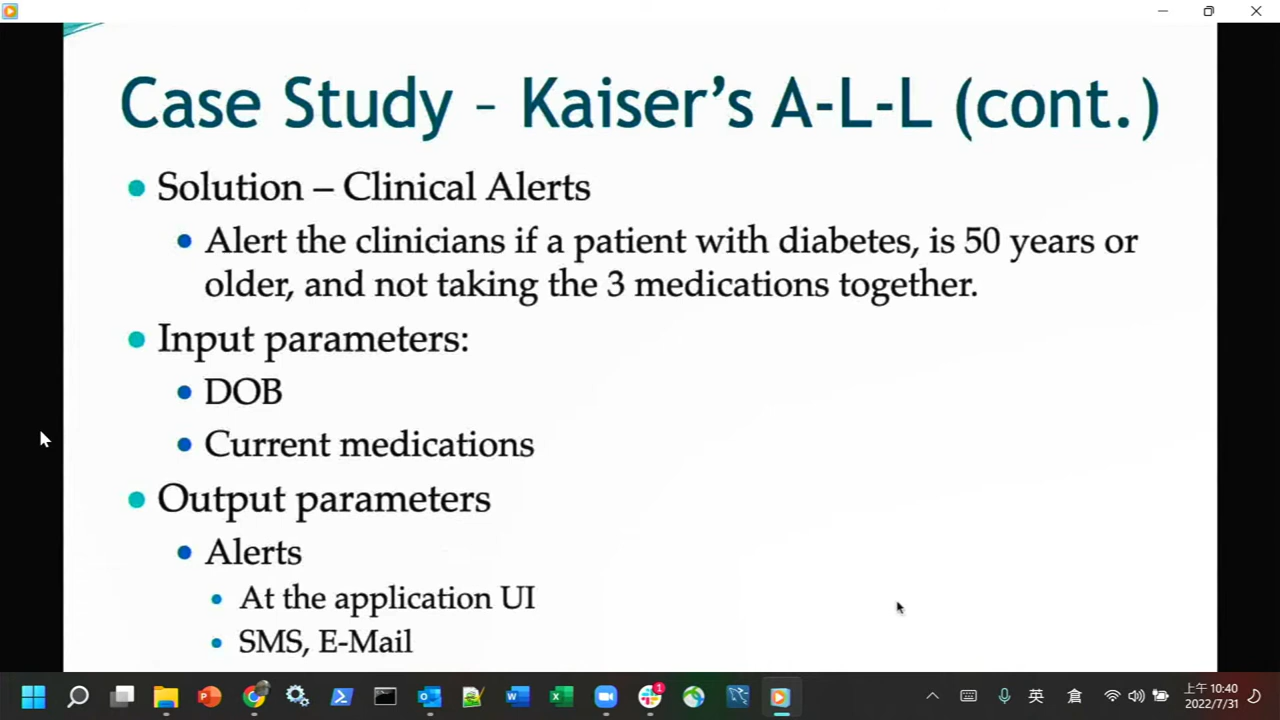 Case Study – Kaiser's A-L-L (cont.)
Solution – Clinical Alerts
Alert the clinicians if a patient with diabetes, is 50 years or
older, and not taking the 3 medications together.
Input parameters:
DOB
Current medications
Output parameters
Alerts
At the application UI
SMS, E-Mail
1
英
倉
上午 10:40
2022/7/31